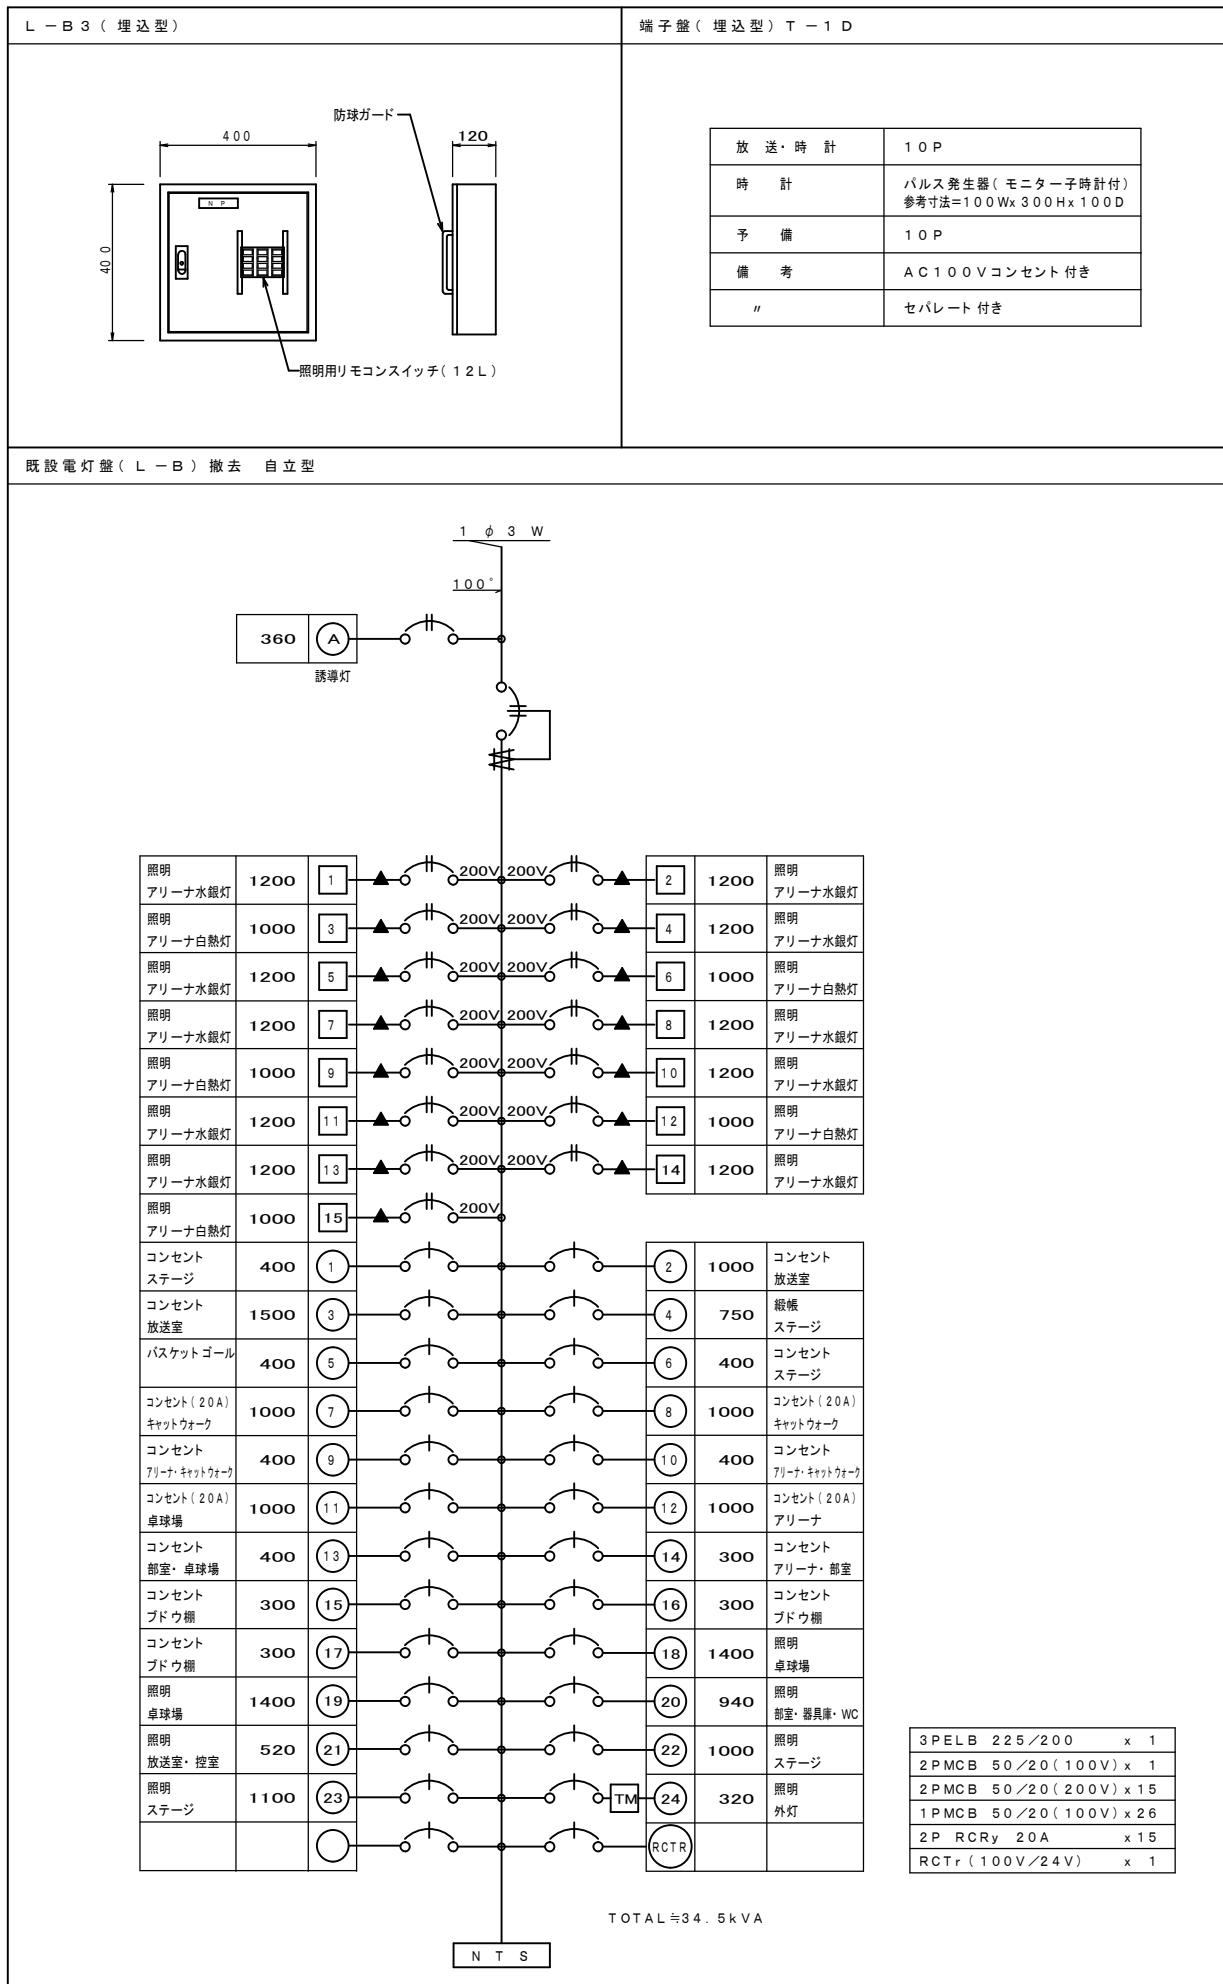 L－B3（埋込型）
端子盤（埋込型）T－1D
防球ガード
400
120
400
NP
照明用リモコンスイッチ（12L）
放送・時計 10P
時計 パルス発生器（モニター子時計付）
参考寸法=100Wx300Hx100D
予備 10P
備考 AC100Vコンセント付き
〃 セパレート付き
既設電灯盤（L－B）撤去 自立型
1φ3W
100°
360 A
誘導灯
照明 照明
アリーナ水銀灯 1200 1 200V 200V 2 1200 アリーナ水銀灯
照明 照明
アリーナ白熱灯 1000 3 200V 200V 4 1200 アリーナ水銀灯
照明 照明
アリーナ水銀灯 1200 5 200V 200V 6 1000 アリーナ白熱灯
照明 照明
アリーナ水銀灯 1200 7 200V 200V 8 1200 アリーナ水銀灯
照明 照明
アリーナ白熱灯 1000 9 200V 200V 10 1200 アリーナ水銀灯
照明 照明
アリーナ水銀灯 1200 11 200V 200V 12 1000 アリーナ白熱灯
照明 照明
アリーナ水銀灯 1200 13 200V 200V 14 1200 アリーナ水銀灯
照明
アリーナ白熱灯 1000 15 200V
コンセント コンセント
ステージ 400 1 2 1000 放送室
コンセント 緞帳
放送室 1500 3 4 750 ステージ
バスケットゴール コンセント
400 5 6 400 ステージ
コンセント（20A） コンセント（20A）
キャットウォーク 1000 7 8 1000 キャットウォーク
コンセント コンセント
アリーナ・キャットウォーク 400 9 10 400 アリーナ・キャットウォーク
コンセント（20A） コンセント（20A）
卓球場 1000 11 12 1000 アリーナ
コンセント コンセント
部室・卓球場 400 13 14 300 アリーナ・部室
コンセント コンセント
ブドウ棚 300 15 16 300 ブドウ棚
コンセント 照明
ブドウ棚 300 17 18 1400 卓球場
照明 照明
卓球場 1400 19 20 940 部室・器具庫・WC
照明 照明
放送室・控室 520 21 22 1000 ステージ
照明 照明
ステージ 1100 23 TM 24 320 外灯
RCTR
3PELB 225／200 x 1
2PMCB 50／20（100V）x 1
2PMCB 50／20（200V）x 15
1PMCB 50／20（100V）x 26
2P RCRy 20A x 15
RCTr（100V／24V） x 1
TOTAL≒34.5kVA
NTS